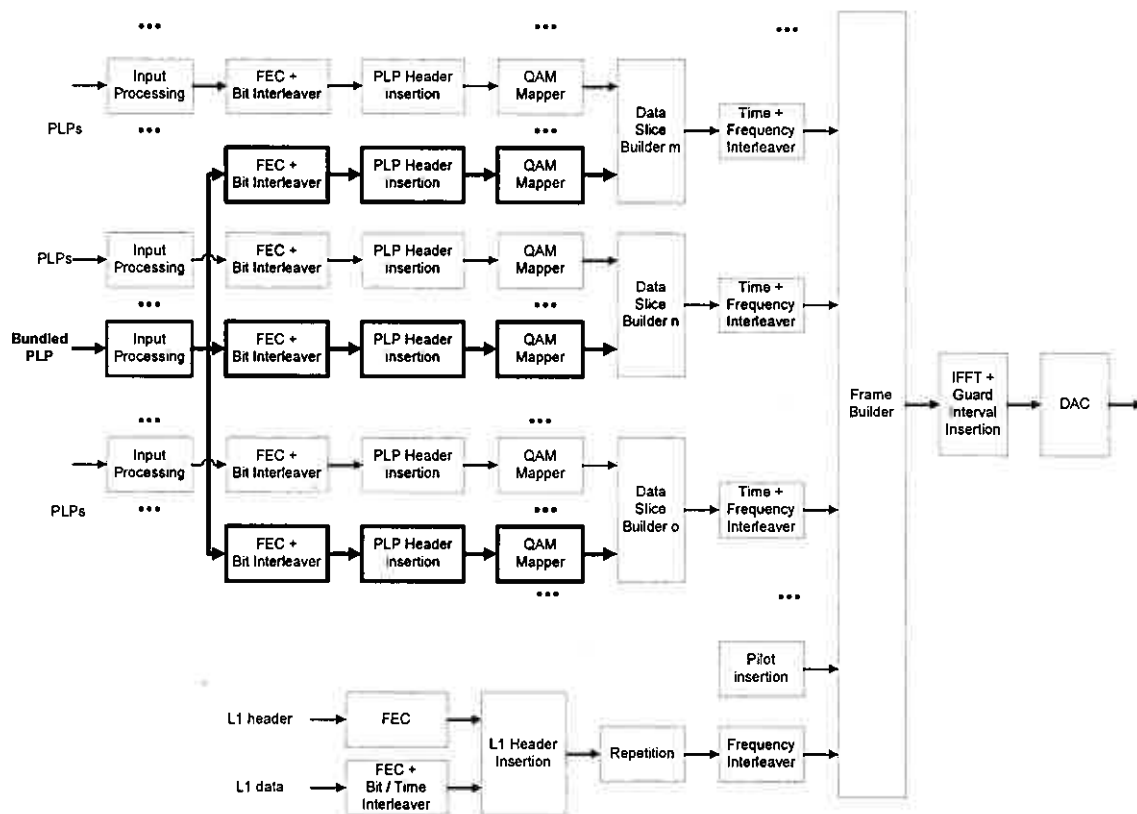 ••• ••• •••
PLPs
Input
Processing
FEC +
Bit Interleaver
PLP Header
insertion
QAM
Mapper
Data
Slice
Builder m
Time +
Frequency
Interleaver
••• •••
FEC +
Bit Interleaver
PLP Header
insertion
QAM
Mapper
PLPs
Input
Processing
FEC +
Bit Interleaver
PLP Header
insertion
QAM
Mapper
Data
Slice
Builder n
Time +
Frequency
Interleaver
••• •••
Bundled
PLP
Input
Processing
FEC +
Bit Interleaver
PLP Header
insertion
QAM
Mapper
Frame
Builder
IFFT +
Guard
Interval
Insertion
DAC
••• •••
PLPs
Input
Processing
FEC +
Bit Interleaver
PLP Header
insertion
QAM
Mapper
Data
Slice
Builder o
Time +
Frequency
Interleaver
••• •••
FEC +
Bit Interleaver
PLP Header
insertion
QAM
Mapper
••• •••
Pilot
insertion
L1 header
FEC
L1 Header
Insertion
Repetition
Frequency
Interleaver
L1 data
FEC +
Bit / Time
Interleaver